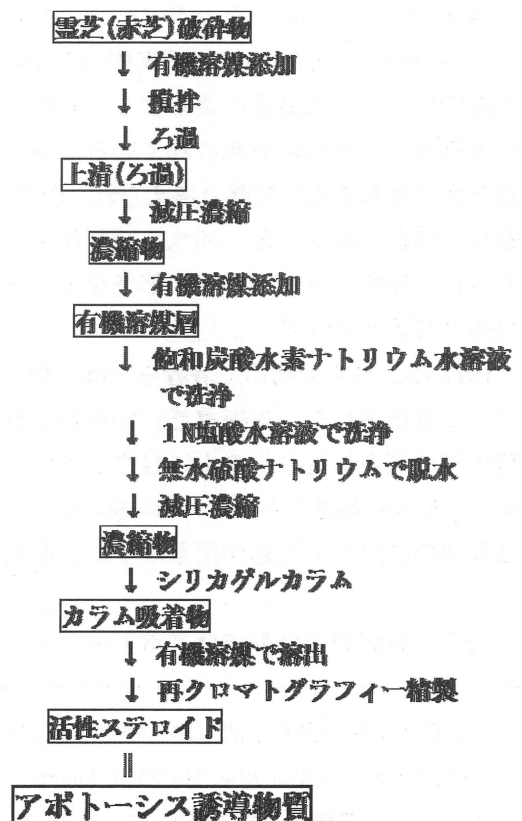 霊芝(赤芝)破砕物
↓ 有機溶媒添加
↓ 攪拌
↓ ろ過
上清(ろ過)
↓ 減圧濃縮
濃縮物
↓ 有機溶媒添加
有機溶媒層
↓ 飽和炭酸水素ナトリウム水溶液
で洗浄
↓ 1N塩酸水溶液で洗浄
↓ 無水硫酸ナトリウムで脱水
↓ 減圧濃縮
濃縮物
↓ シリカゲルカラム
カラム吸着物
↓ 有機溶媒で溶出
↓ 再クロマトグラフィー精製
活性ステロイド
‖
アポトーシス誘導物質